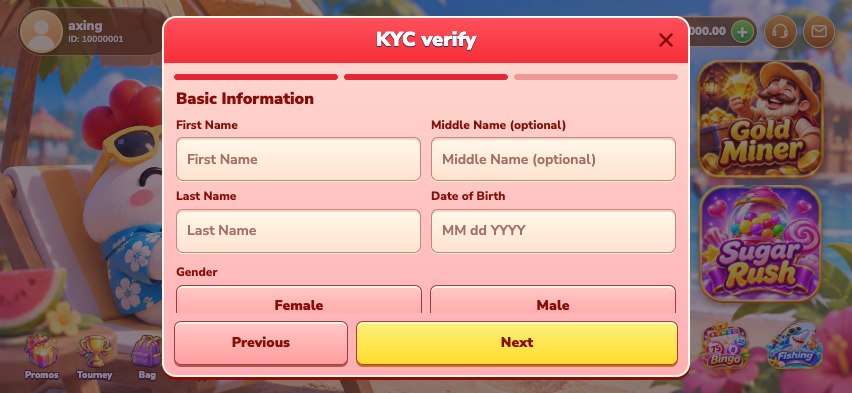 axing
ID: 10000001
KYC verify
000.00
Basic Information
First Name
Middle Name (optional)
First Name
Middle Name (optional)
Last Name
Date of Birth
Last Name
MM dd YYYY
Gender
Female
Male
Previous
Next
Gold
Miner
Sugar
Rush
Promos
Tourney
Bag
Bingo
Fishing